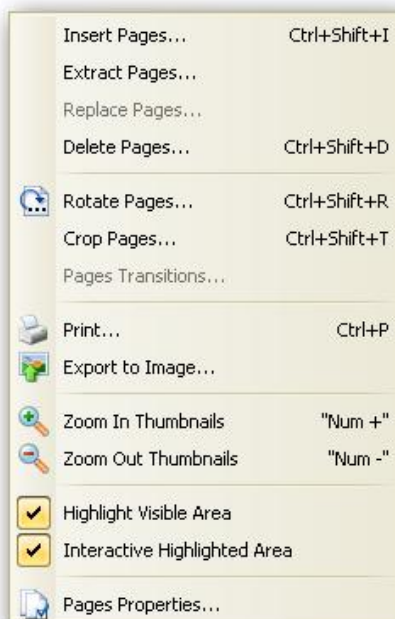 Insert Pages... Ctrl+Shift+I
Extract Pages...
Replace Pages...
Delete Pages... Ctrl+Shift+D
Rotate Pages... Ctrl+Shift+R
Crop Pages... Ctrl+Shift+T
Pages Transitions...
Print... Ctrl+P
Export to Image...
Zoom In Thumbnails "Num +"
Zoom Out Thumbnails "Num -"
Highlight Visible Area
Interactive Highlighted Area
Pages Properties...